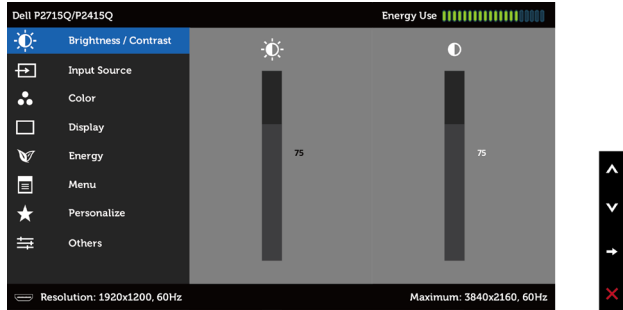 Dell P2715Q/P2415Q
Energy Use
Brightness / Contrast
Input Source
Color
Display
Energy
Menu
Personalize
Others
75
75
Resolution: 1920x1200, 60Hz
Maximum: 3840x2160, 60Hz